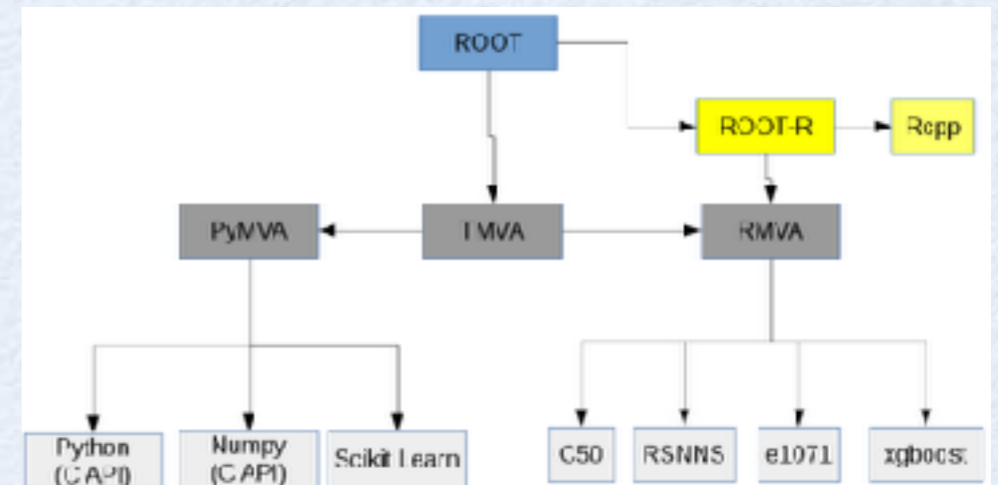 ROOT
ROOT-R
Rcpp
PyMVA
TMVA
RMVA
Python
(C API)
Numpy
(C API)
Scikit Learn
C50
RSNNS
e1071
xgboost